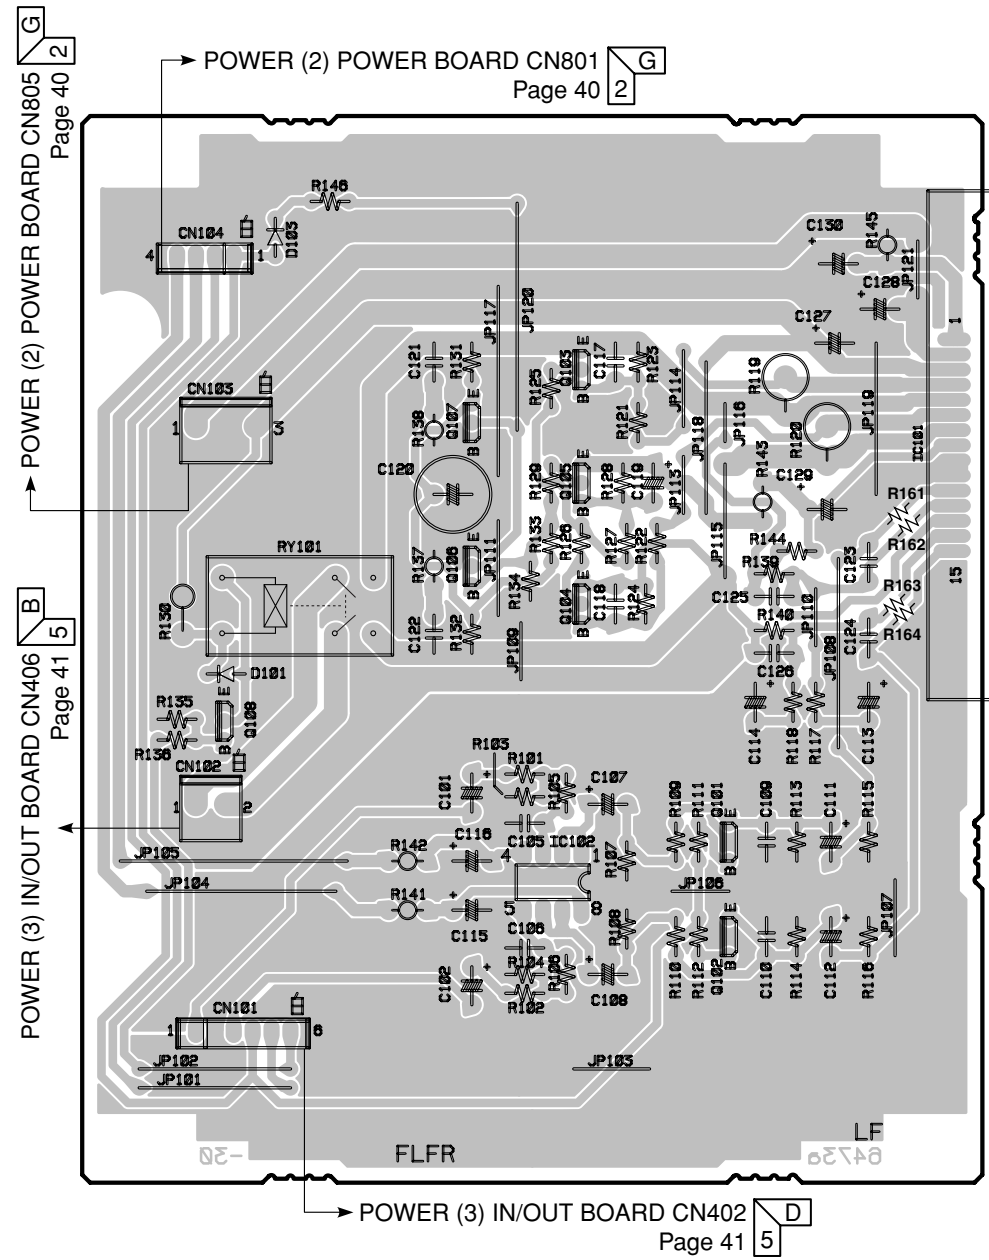 G
2
POWER (2) POWER BOARD CN805
Page 40
POWER (2) POWER BOARD CN801
Page 40
G
2
R146
D103
CN104
4
1
C130
R145
JP121
C128
C127
1
JP117
JP120
CN103
1
3
C121
R131
R125
Q103
E
B
C117
R123
JP114
R119
JP119
R138
Q107
E
B
R121
JP118
JP116
R120
IC101
C120
R129
Q105
B
R128
C119
JP113
R143
C129
R161
R162
R133
R126
R127
R122
JP115
R144
R139
C123
15
RY101
R137
Q106
E
B
JP111
R134
Q104
E
B
C118
R124
C125
R140
JP110
R163
R164
R130
C122
R132
JP109
C126
JP108
C124
B
5
POWER (3) IN/OUT BOARD CN406
Page 41
D101
R135
R136
Q108
E
B
C114
R118
R117
C113
CN102
1
2
R103
R101
C101
R105
C107
R109
R111
Q101
E
B
C109
R113
C111
R115
C105
IC102
C116
4
1
R107
R142
JP105
JP104
JP106
JP107
R141
C115
5
8
R108
C106
R104
R106
C102
R102
C108
R110
R112
Q102
E
B
C110
R114
C112
R116
CN101
1
6
JP102
JP101
JP103
LF
FLFR
-30
6473a
POWER (3) IN/OUT BOARD CN402
Page 41
D
5